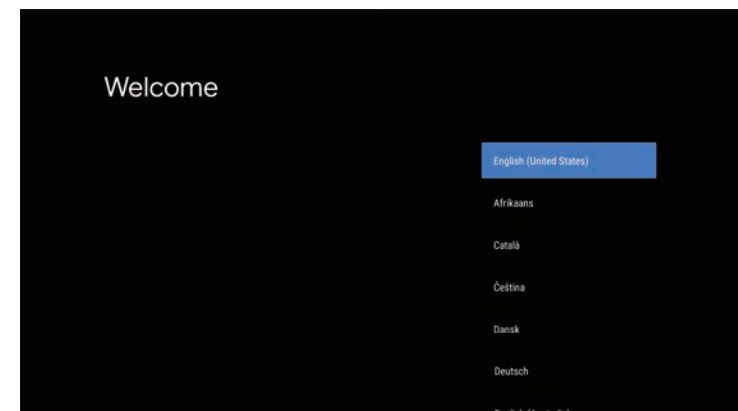 Welcome
English (United States)
Afrikaans
Català
Čeština
Dansk
Deutsch